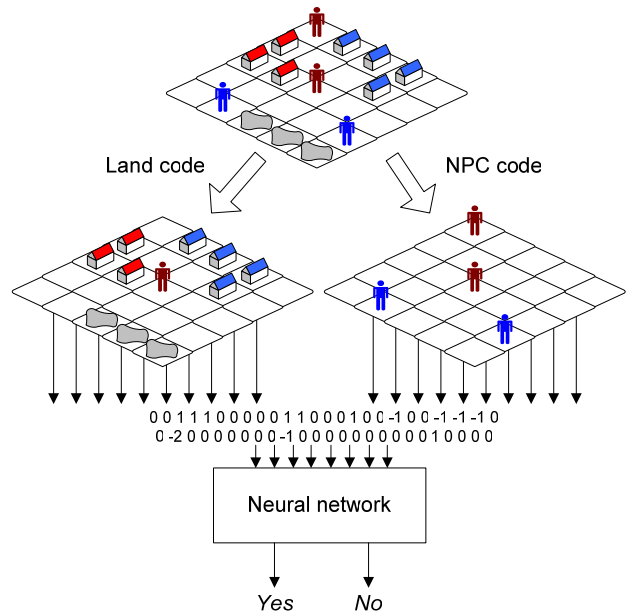 Land code
NPC code
0 0 1 1 1 0 0 0 0 0 1 1 0 0 0 1 0 0 -1 0 0 -1 -1 -1 0
0 -2 0 0 0 0 0 0 0 0 -1 0 0 0 0 0 0 0 0 0 0 0 1 0 0 0 0
Neural network
Yes
No